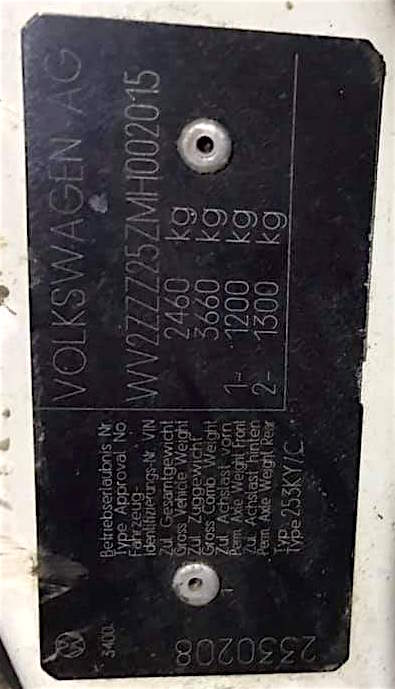 VOLKSWAGEN AG
Betriebserlaubnis Nr.
Type Approval No.
Fahrzeug-
Identifizierungs-Nr. VIN WV2ZZZ25ZMH002015
Zul. Gesamtgewicht
Gross Vehicle Weight 2460 kg
Zul. Zuggewicht
Gross Comb. Weight 3660 kg
Zul. Achslast vorn
Perm. Axle Weight Front 1- 1200 kg
Zul. Achslast hinten
Perm. Axle Weight Rear 2- 1300 kg
Typ
Type 253KY/C
3400
2330208